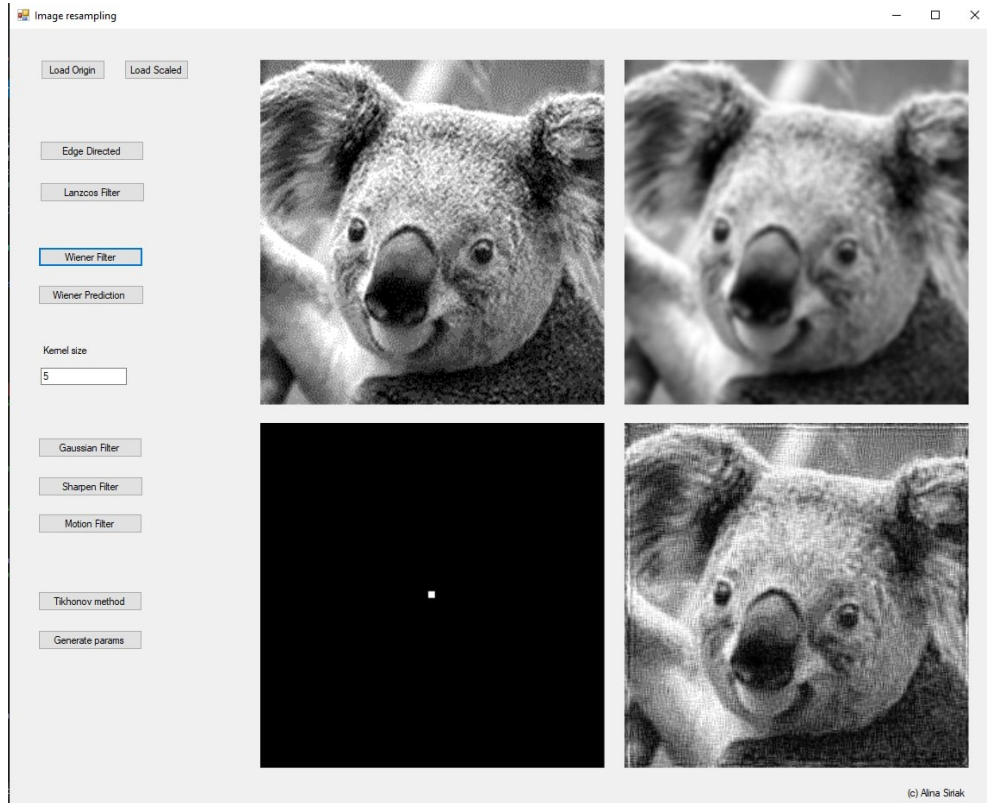 Image resampling
Load Origin Load Scaled
Edge Directed
Lanzcos Filter
Wiener Filter
Wiener Prediction
Kernel size
5
Gaussian Filter
Sharpen Filter
Motion Filter
Tikhonov method
Generate params
(c) Alina Siriak